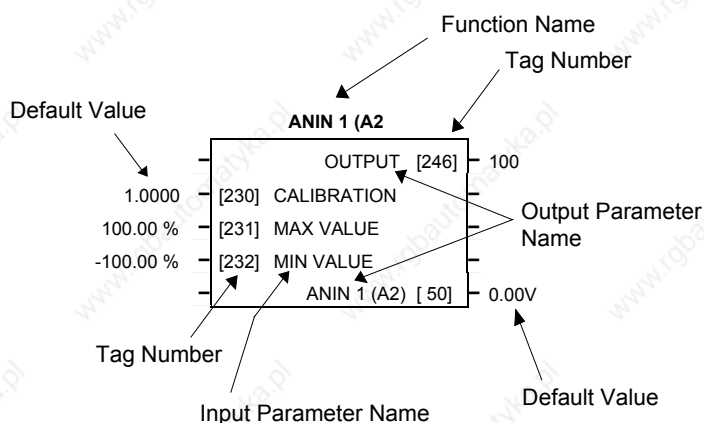 Function Name
Tag Number
Default Value
ANIN 1 (A2
OUTPUT [246] 100
1.0000 [230] CALIBRATION
100.00 % [231] MAX VALUE
-100.00 % [232] MIN VALUE
ANIN 1 (A2) [ 50] 0.00V
Output Parameter
Name
Tag Number
Default Value
Input Parameter Name